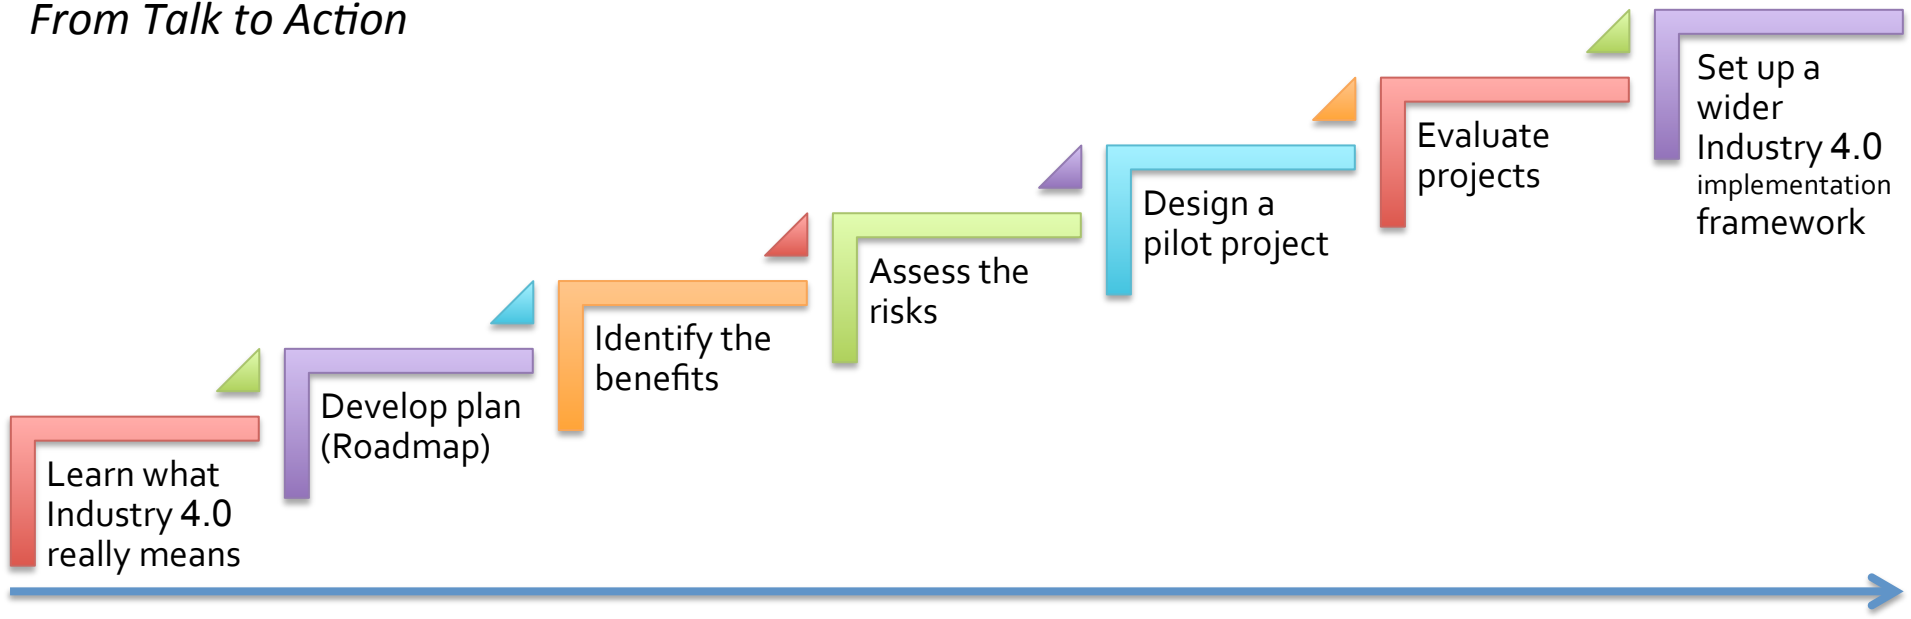 From Talk to Action
Learn what
Industry 4.0
really means
Develop plan
(Roadmap)
Identify the
benefits
Assess the
risks
Design a
pilot project
Evaluate
projects
Set up a
wider
Industry 4.0
implementation
framework